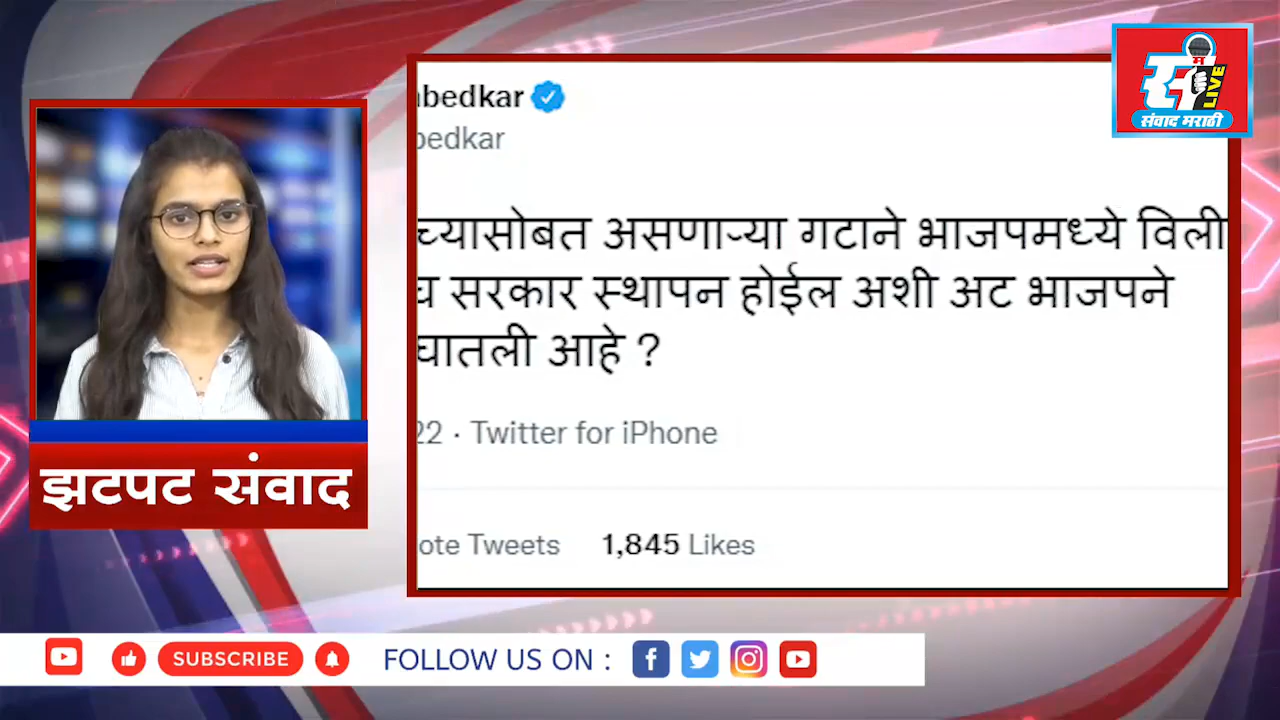 म
LIVE
संवाद मराठी
bedkar
bedkar
च्यासोबत असणाऱ्या गटाने भाजपमध्ये विली
सरकार स्थापन होईल अशी अट भाजपने
घातली आहे ?
22 · Twitter for iPhone
ote Tweets 1,845 Likes
झटपट संवाद
SUBSCRIBE FOLLOW US ON :